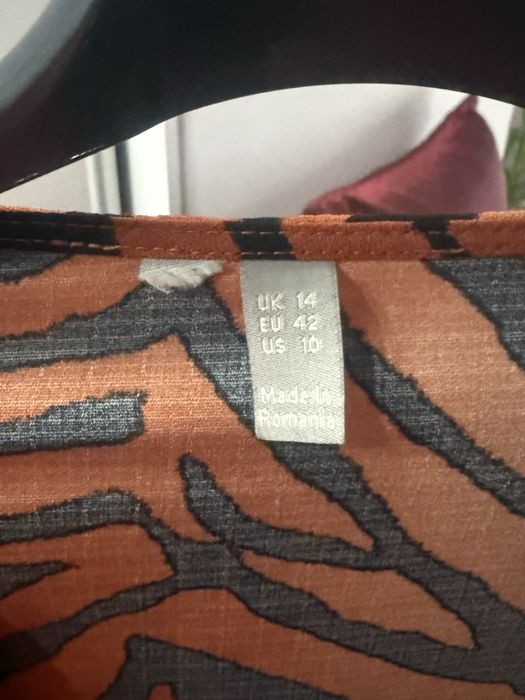 UK 14
EU 42
US 10
Made in
Romania